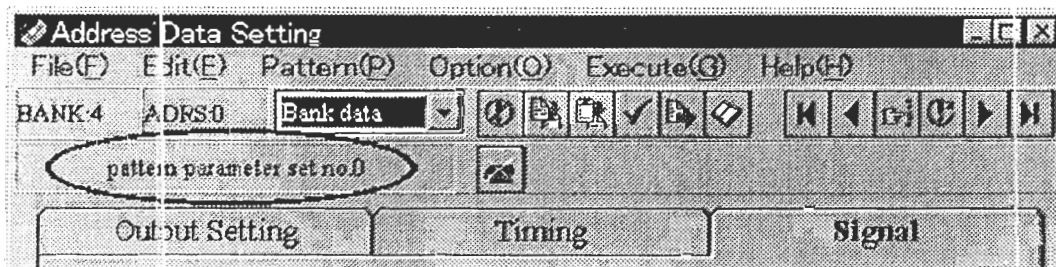 Address Data Setting
File(F) Edit(E) Pattern(P) Option(O) Execute(G) Help(H)
BANK:4 ADRS:0 Bank data
pattern parameter set no.0
Output Setting Timing Signal